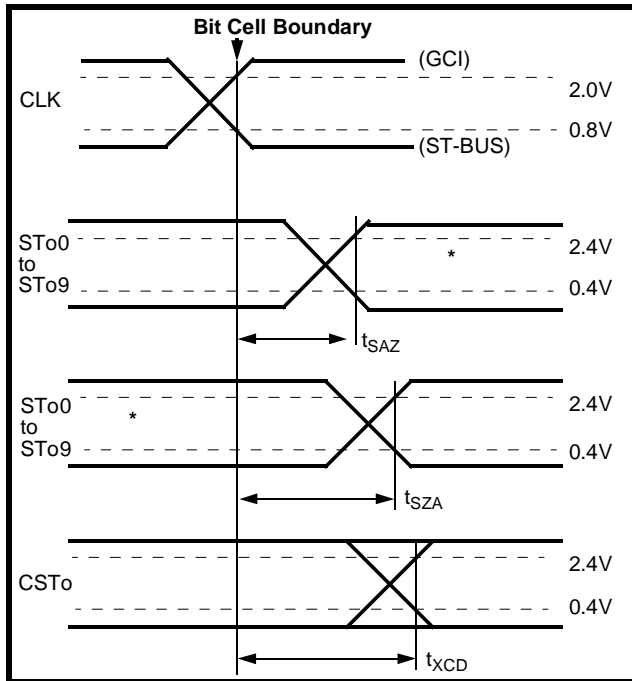 Bit Cell Boundary
(GCI)
CLK
2.0V
0.8V
(ST-BUS)
STo0
to
STo9
*
2.4V
0.4V
tSAZ
STo0
to
STo9
*
2.4V
0.4V
tSZA
CSTo
2.4V
0.4V
tXCD